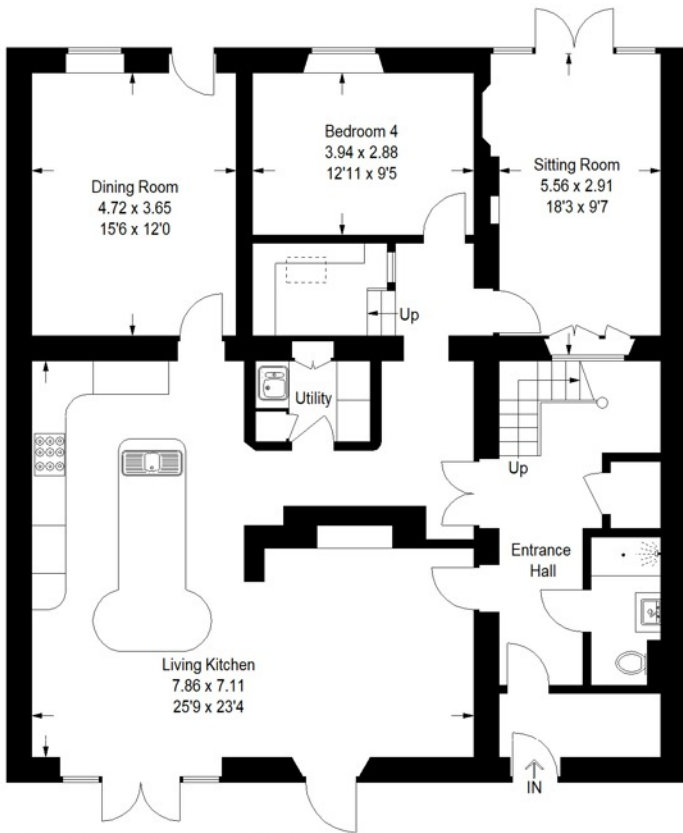 Bedroom 4
3.94 x 2.88
12'11 x 9'5
Sitting Room
5.56 x 2.91
18'3 x 9'7
Dining Room
4.72 x 3.65
15'6 x 12'0
Up
Utility
Up
Entrance
Hall
Living Kitchen
7.86 x 7.11
25'9 x 23'4
IN